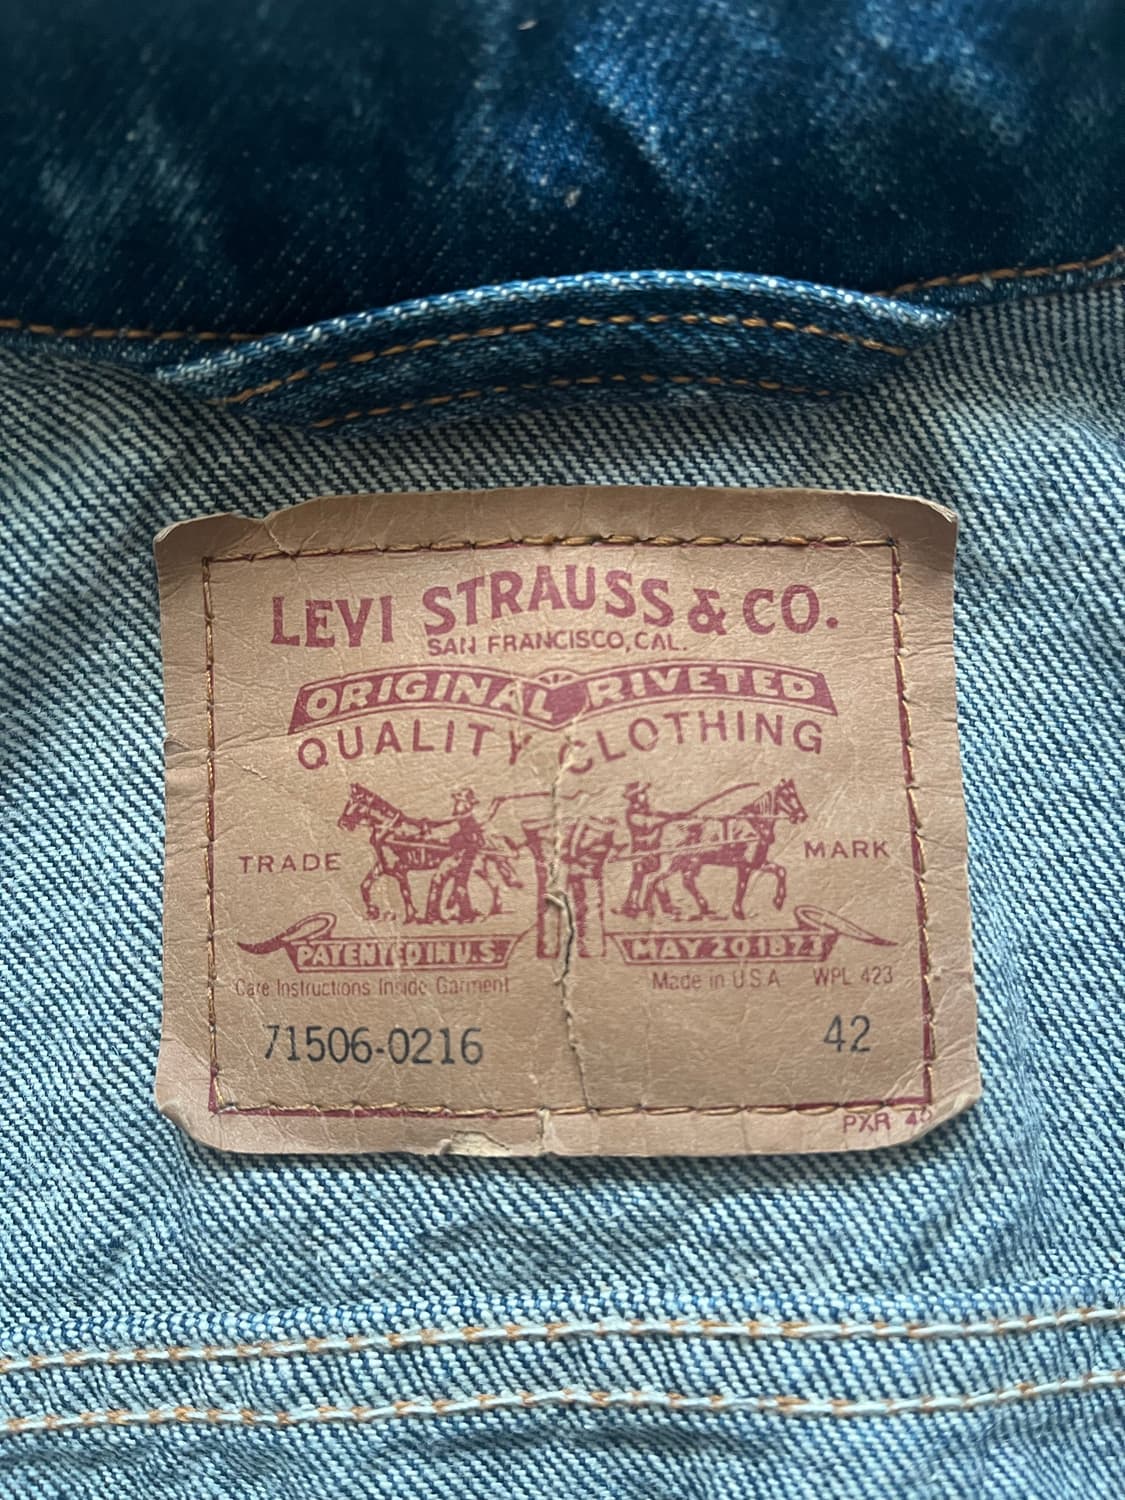 LEVI STRAUSS & CO.
SAN FRANCISCO, CAL.
ORIGINAL RIVETED
QUALITY CLOTHING
TRADE MARK
PATENTED IN U.S. MAY 20 1873
Care Instructions Inside Garment Made in U S A WPL 423
71506-0216 42
PXR